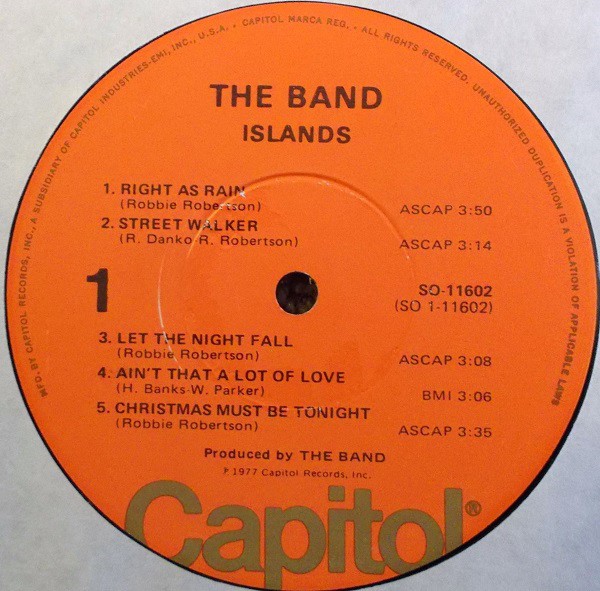 MFD. BY CAPITOL RECORDS, INC., A SUBSIDIARY OF CAPITOL INDUSTRIES-EMI, INC., U.S.A. · CAPITOL MARCA REG. · ALL RIGHTS RESERVED. UNAUTHORIZED DUPLICATION IS A VIOLATION OF APPLICABLE LAWS
THE BAND
ISLANDS
1. RIGHT AS RAIN
(Robbie Robertson) ASCAP 3:50
2. STREET WALKER
(R. Danko-R. Robertson) ASCAP 3:14
1
SO-11602
(SO 1-11602)
3. LET THE NIGHT FALL
(Robbie Robertson) ASCAP 3:08
4. AIN'T THAT A LOT OF LOVE
(H. Banks-W. Parker) BMI 3:06
5. CHRISTMAS MUST BE TONIGHT
(Robbie Robertson) ASCAP 3:35
Produced by THE BAND
℗ 1977 Capitol Records, Inc.
Capitol®